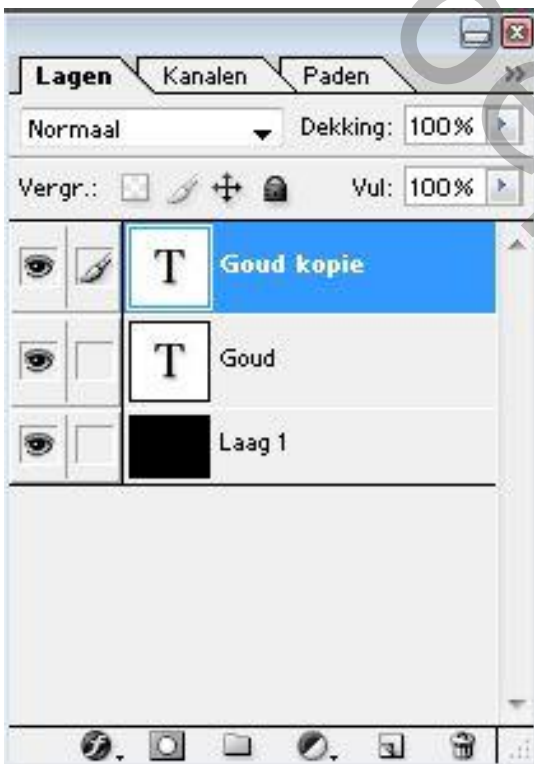 Lagen Kanalen Paden
Normaal Dekking: 100%
Vergr.: Vul: 100%
T Goud kopie
T Goud
Laag 1